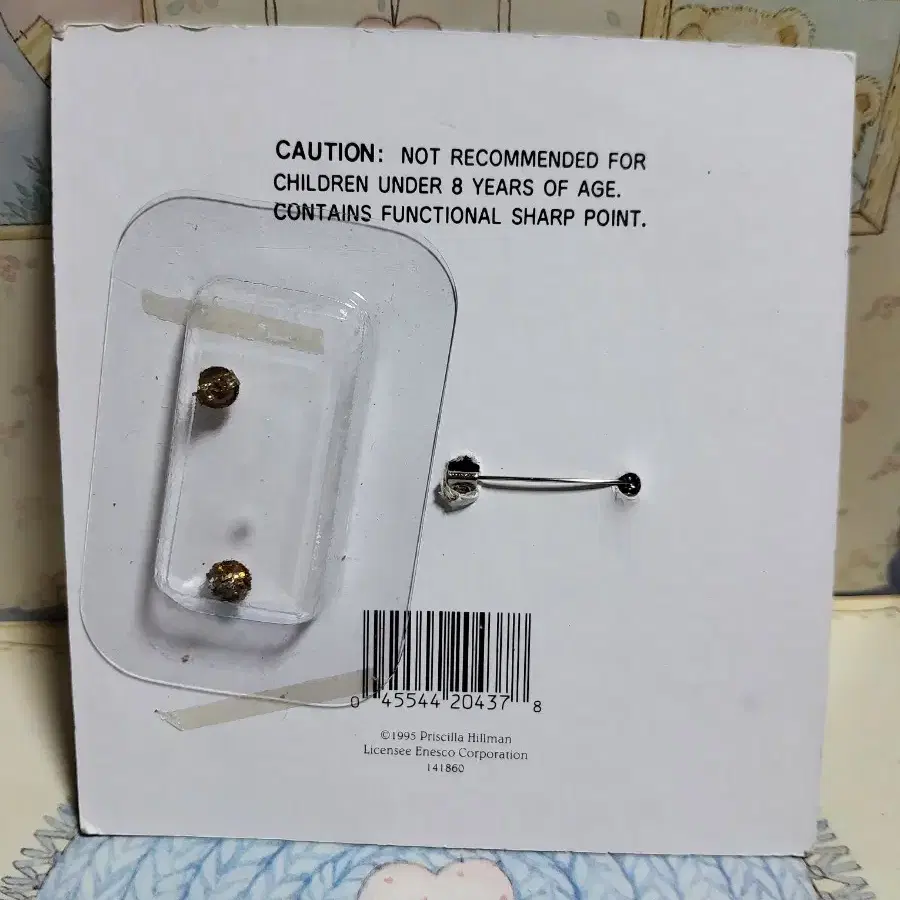 CAUTION: NOT RECOMMENDED FOR
CHILDREN UNDER 8 YEARS OF AGE.
CONTAINS FUNCTIONAL SHARP POINT.
0 45544 20437 8
©1995 Priscilla Hillman
Licensee Enesco Corporation
141860